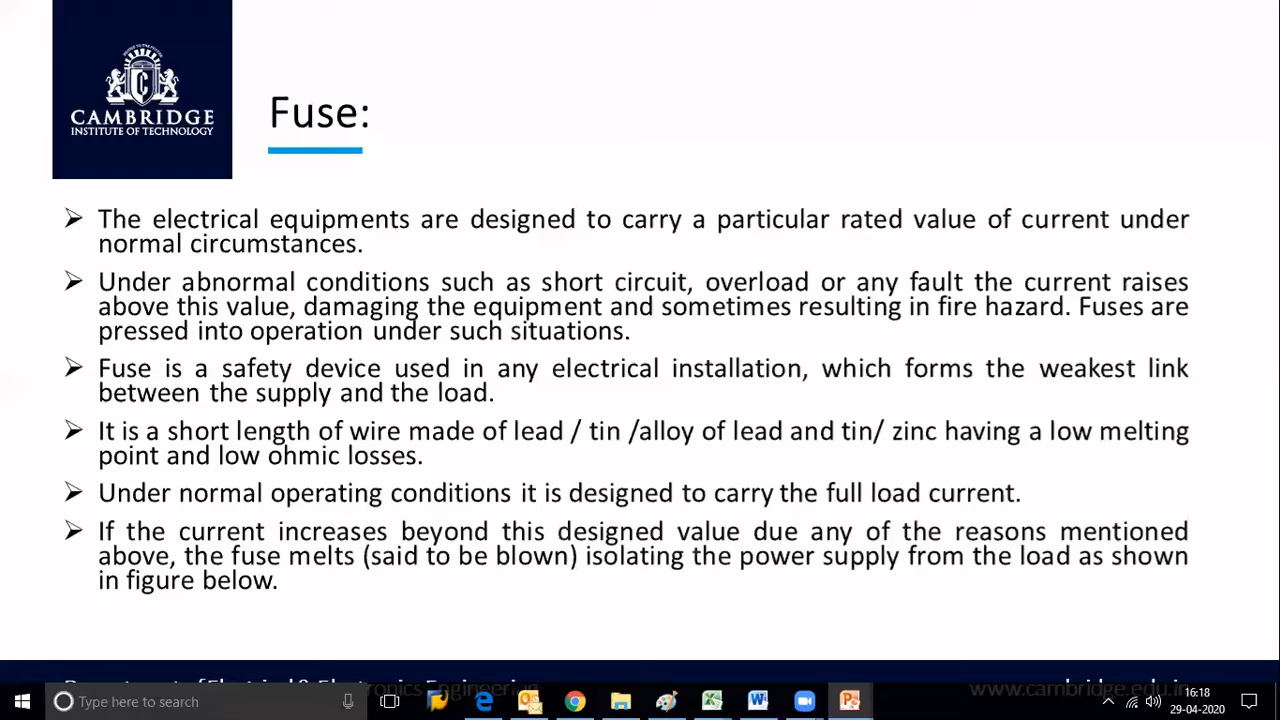 CAMBRIDGE
INSTITUTE OF TECHNOLOGY
Fuse:
➢ The electrical equipments are designed to carry a particular rated value of current under
normal circumstances.
➢ Under abnormal conditions such as short circuit, overload or any fault the current raises
above this value, damaging the equipment and sometimes resulting in fire hazard. Fuses are
pressed into operation under such situations.
➢ Fuse is a safety device used in any electrical installation, which forms the weakest link
between the supply and the load.
➢ It is a short length of wire made of lead / tin /alloy of lead and tin/ zinc having a low melting
point and low ohmic losses.
➢ Under normal operating conditions it is designed to carry the full load current.
➢ If the current increases beyond this designed value due any of the reasons mentioned
above, the fuse melts (said to be blown) isolating the power supply from the load as shown
in figure below.
www.cambridge.edu.in
Type here to search
16:18
29-04-2020